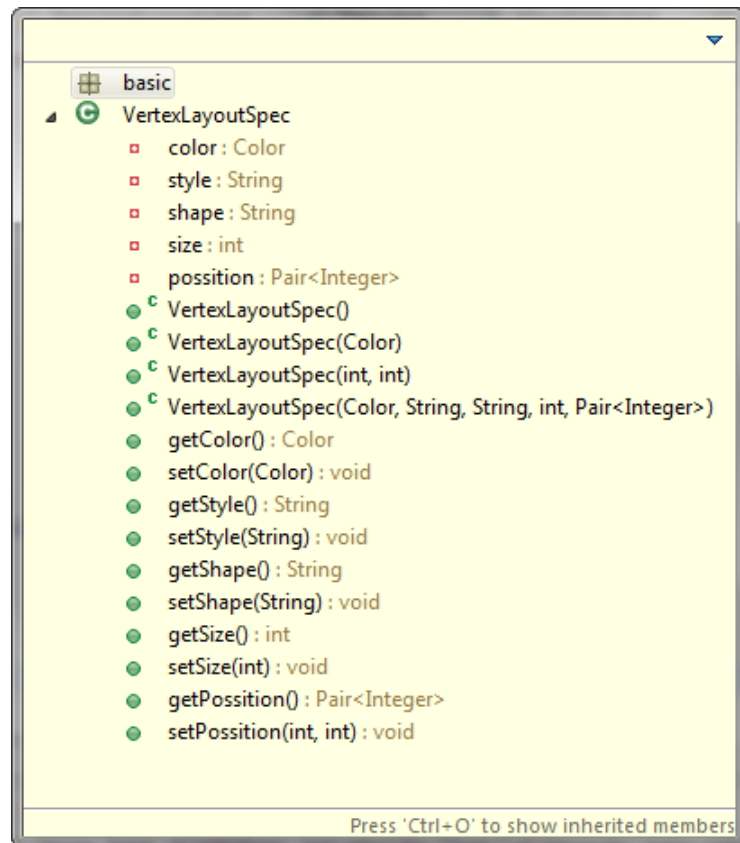 basic
VertexLayoutSpec
color : Color
style : String
shape : String
size : int
possition : Pair<Integer>
C VertexLayoutSpec()
C VertexLayoutSpec(Color)
C VertexLayoutSpec(int, int)
C VertexLayoutSpec(Color, String, String, int, Pair<Integer>)
getColor() : Color
setColor(Color) : void
getStyle() : String
setStyle(String) : void
getShape() : String
setShape(String) : void
getSize() : int
setSize(int) : void
getPossition() : Pair<Integer>
setPossition(int, int) : void
Press 'Ctrl+O' to show inherited members